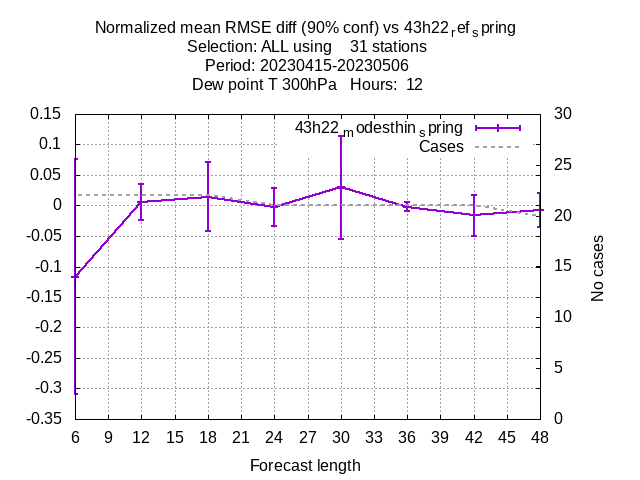 Normalized mean RMSE diff (90% conf) vs 43h22refspring
Selection: ALL using 31 stations
Period: 20230415-20230506
Dew point T 300hPa Hours: 12
43h22modesthinspring
Cases
0.15
0.1
0.05
0
-0.05
-0.1
-0.15
-0.2
-0.25
-0.3
-0.35
30
25
20
15
10
5
0
No cases
6 9 12 15 18 21 24 27 30 33 36 39 42 45 48
Forecast length